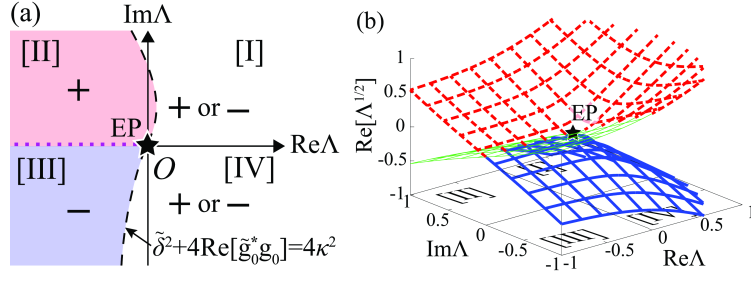 (a)
ImΛ
[II]
[I]
+
+ or −
EP
ReΛ
[III]
O
[IV]
−
+ or −
δ̃²+4Re[g̃₀*g₀]=4κ²
(b)
Re[Λ^1/2]
1
0.5
0
-0.5
-1
EP
1
0.5
0
-0.5
-1
ImΛ
-1
-0.5
0
0.5
1
ReΛ
[III]
[IV]